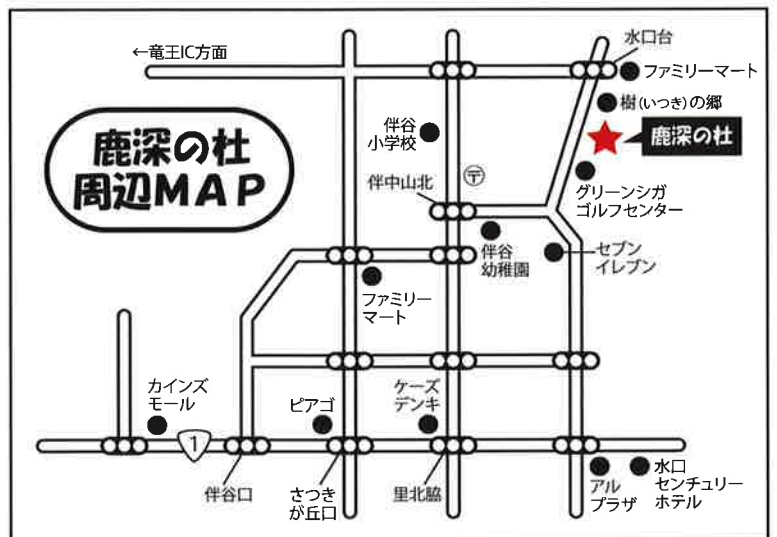 ←竜王IC方面
水口台
ファミリーマート
樹(いつき)の郷
鹿深の杜
鹿深の杜
周辺MAP
伴谷
小学校
〒
伴中山北
グリーンシガ
ゴルフセンター
伴谷
幼稚園
セブン
イレブン
ファミリー
マート
カインズ
モール
ピアゴ
ケーズ
デンキ
1
伴谷口
さつき
が丘口
里北脇
アル
プラザ
水口
センチュリー
ホテル